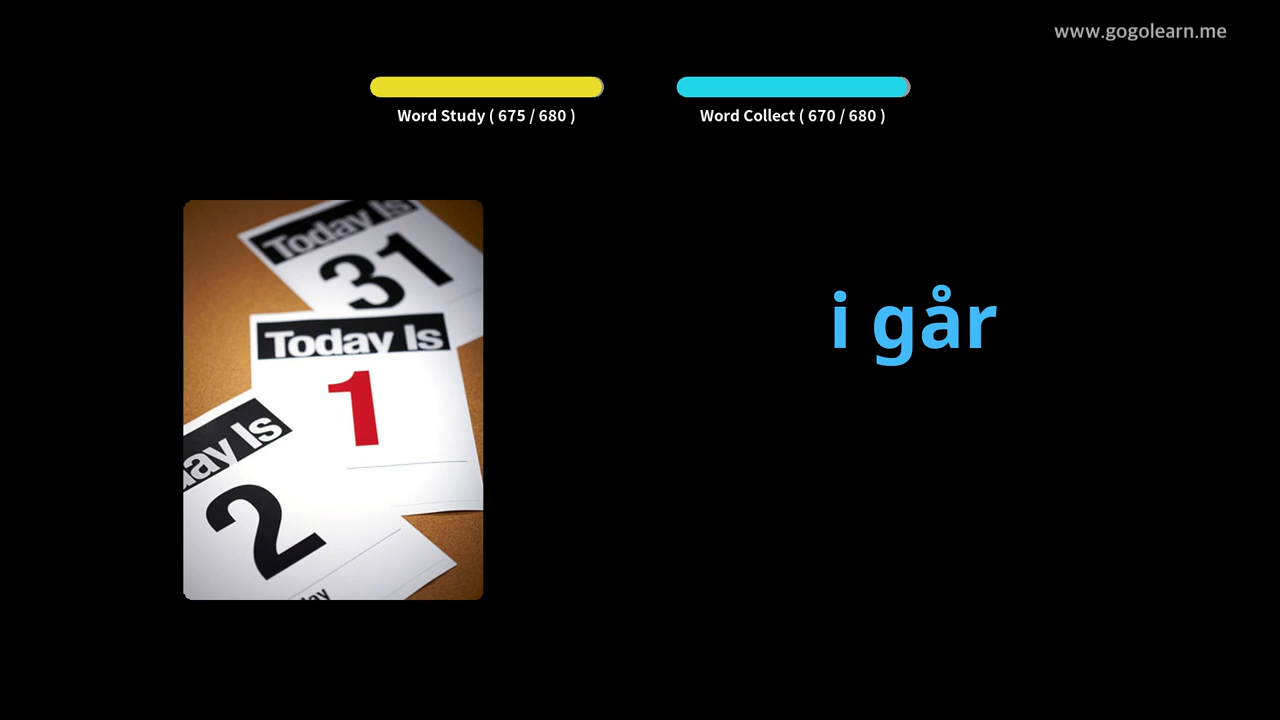 www.gogolearn.me
Word Study ( 675 / 680 )
Word Collect ( 670 / 680 )
Today Is
31
Today Is
1
ay Is
2
i går